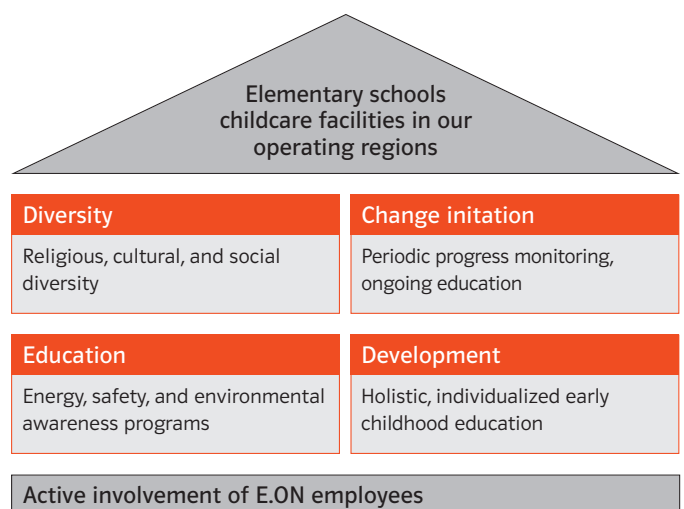 Elementary schools
childcare facilities in our
operating regions
Diversity
Religious, cultural, and social
diversity
Change initation
Periodic progress monitoring,
ongoing education
Education
Energy, safety, and environmental
awareness programs
Development
Holistic, individualized early
childhood education
Active involvement of E.ON employees